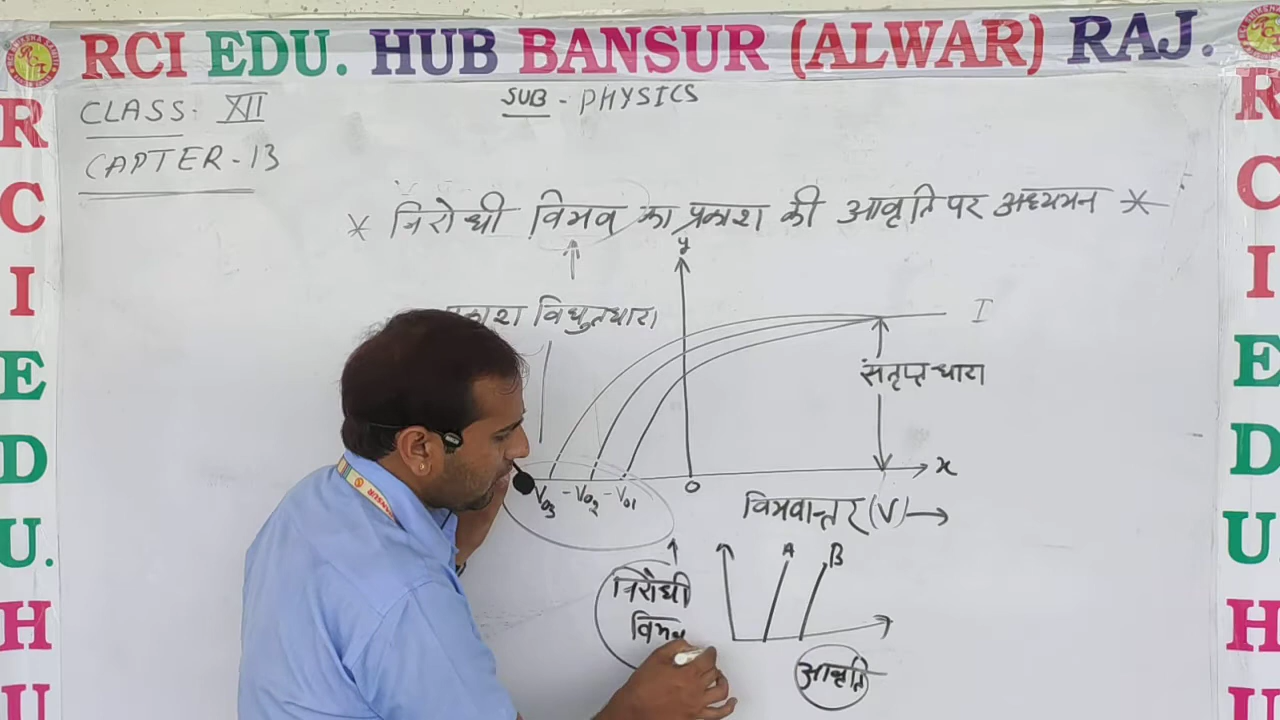 RCI EDU. HUB BANSUR (ALWAR) RAJ.
R
C
I
E
D
U.
H
U
R
C
I
E
D
U
H
U
CLASS- XII
SUB - PHYSICS
CAPTER-13
* निरोधी विभव का प्रकाश की आवृति पर अध्ययन *
y
विधुतधारा
I
संतृप्त धारा
x
O
V03 -V02 -V01
विभवान्तर (V) →
A B
निरोधी
विभव
आवृति